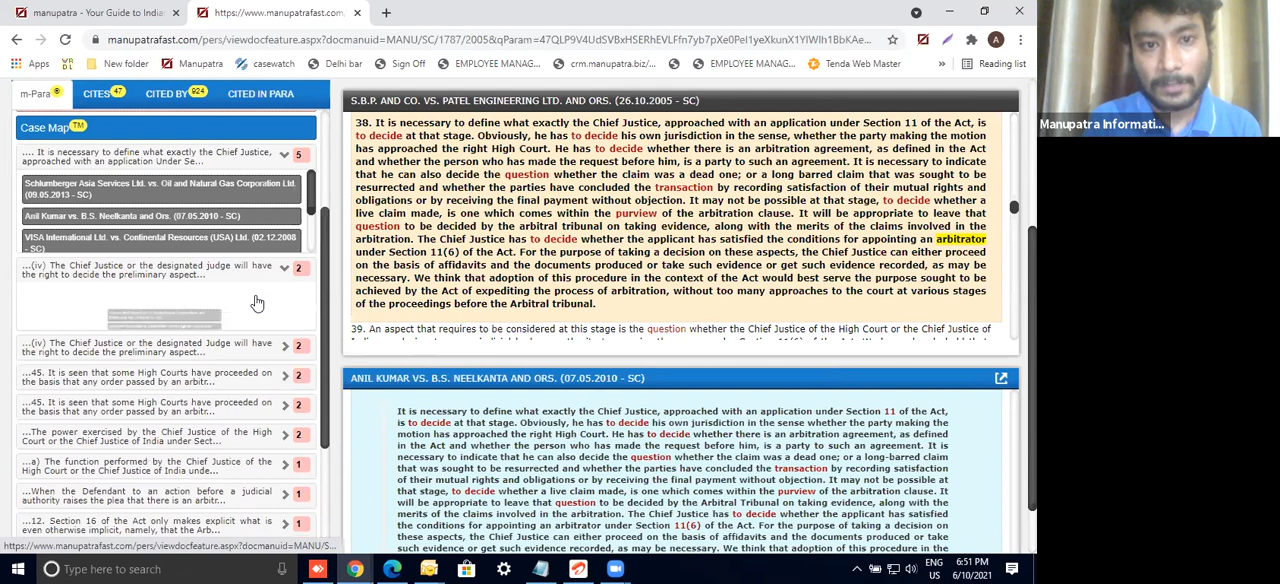 manupatra - Your Guide to India
https://www.manupatrafast.com/pe
manupatrafast.com/pers/viewdocfeature.aspx?docmanuid=MANU/SC/1787/2005&qParam=47QLP9V4UdSVBxHSERhEVLFfn7yb7pXe0PeI1yeXkunX1YIWIh1BbKAe...
A
Apps
New folder
Manupatra
casewatch
Delhi bar
Sign Off
EMPLOYEE MANAG...
crm.manupatra.biz/...
EMPLOYEE MANAG...
Tenda Web Master
»
Reading list
Manupatra Informati...
m-Para
CITES 47
CITED BY 924
CITED IN PARA
Case Map TM
.... It is necessary to define what exactly the Chief Justice,
approached with an application Under Se...
5
Schlumberger Asia Services Ltd. vs. Oil and Natural Gas Corporation Ltd.
(09.05.2013 - SC)
Anil Kumar vs. B.S. Neelkanta and Ors. (07.05.2010 - SC)
VISA International Ltd. vs. Continental Resources (USA) Ltd. (02.12.2008
- SC)
...(iv) The Chief Justice or the designated judge will have
the right to decide the preliminary aspect...
2
...(iv) The Chief Justice or the designated Judge will have
the right to decide the preliminary aspect...
2
...45. It is seen that some High Courts have proceeded on
the basis that any order passed by an arbitr...
2
...45. It is seen that some High Courts have proceeded on
the basis that any order passed by an arbitr...
2
...The power exercised by the Chief Justice of the High
Court or the Chief Justice of India under Sect...
2
...a) The function performed by the Chief Justice of the
High Court or the Chief Justice of India unde...
1
...When the Defendant to an action before a judicial
authority raises the plea that there is an arbitr...
1
...12. Section 16 of the Act only makes explicit what is
even otherwise implicit, namely, that the Arb...
1
https://www.manupatrafast.com/pers/viewdocfeature.aspx?docmanuid=MANU/S...
S.B.P. AND CO. VS. PATEL ENGINEERING LTD. AND ORS. (26.10.2005 - SC)
38. It is necessary to define what exactly the Chief Justice, approached with an application under Section 11 of the Act, is
to decide at that stage. Obviously, he has to decide his own jurisdiction in the sense, whether the party making the motion
has approached the right High Court. He has to decide whether there is an arbitration agreement, as defined in the
Act and whether the person who has made the request before him, is a party to such an agreement. It is necessary to indicate
that he can also decide the question whether the claim was a dead one; or a long barred claim that was sought to be
resurrected and whether the parties have concluded the transaction by recording satisfaction of their mutual rights and
obligations or by receiving the final payment without objection. It may not be possible at that stage, to decide whether a
live claim made, is one which comes within the purview of the arbitration clause. It will be appropriate to leave that
question to be decided by the arbitral tribunal on taking evidence, along with the merits of the claims involved in the
arbitration. The Chief Justice has to decide whether the applicant has satisfied the conditions for appointing an arbitrator
under Section 11(6) of the Act. For the purpose of taking a decision on these aspects, the Chief Justice can either proceed
on the basis of affidavits and the documents produced or take such evidence or get such evidence recorded, as may be
necessary. We think that adoption of this procedure in the context of the Act would best serve the purpose sought to be
achieved by the Act of expediting the process of arbitration, without too many approaches to the court at various stages
of the proceedings before the Arbitral tribunal.
39. An aspect that requires to be considered at this stage is the question whether the Chief Justice of the High Court or the Chief Justice of
ANIL KUMAR VS. B.S. NEELKANTA AND ORS. (07.05.2010 - SC)
It is necessary to define what exactly the Chief Justice, approached with an application under Section 11 of the Act,
is to decide at that stage. Obviously, he has to decide his own jurisdiction in the sense whether the party making the
motion has approached the right High Court. He has to decide whether there is an arbitration agreement, as defined
in the Act and whether the person who has made the request before him, is a party to such an agreement. It is
necessary to indicate that he can also decide the question whether the claim was a dead one; or a long-barred claim
that was sought to be resurrected and whether the parties have concluded the transaction by recording satisfaction
of their mutual rights and obligations or by receiving the final payment without objection. It may not be possible at
that stage, to decide whether a live claim made, is one which comes within the purview of the arbitration clause. It
will be appropriate to leave that question to be decided by the Arbitral Tribunal on taking evidence, along with the
merits of the claims involved in the arbitration. The Chief Justice has to decide whether the applicant has satisfied
the conditions for appointing an arbitrator under Section 11(6) of the Act. For the purpose of taking a decision on
these aspects, the Chief Justice can either proceed on the basis of affidavits and the documents produced or take
such evidence or get such evidence recorded, as may be necessary. We think that adoption of this procedure in the
Type here to search
ENG
US
6:51 PM
6/10/2021